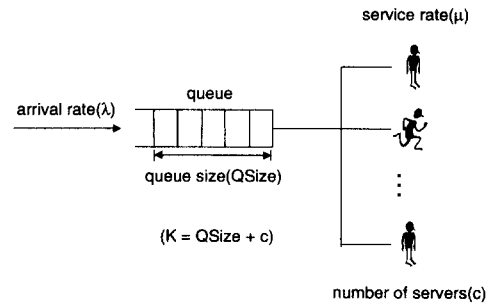 service rate(μ)
queue
arrival rate(λ)
queue size(QSize)
(K = QSize + c)
number of servers(c)